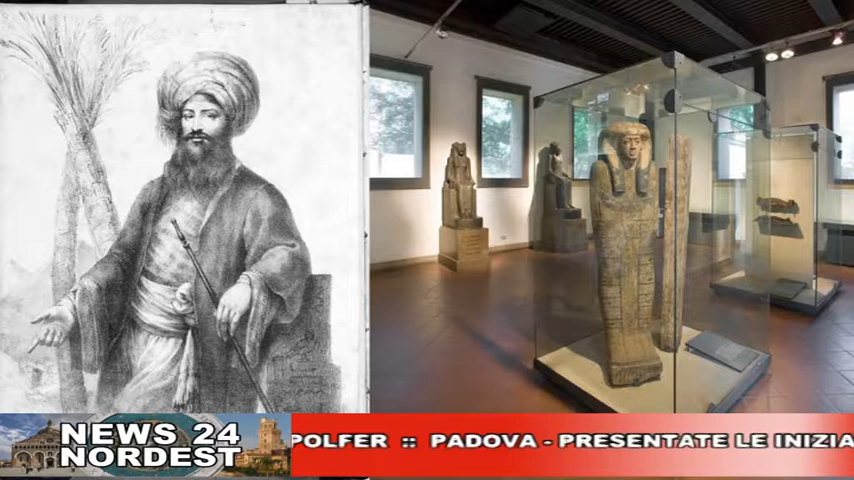 NEWS 24
NORDEST
POLFER :: PADOVA - PRESENTATE LE INIZIA